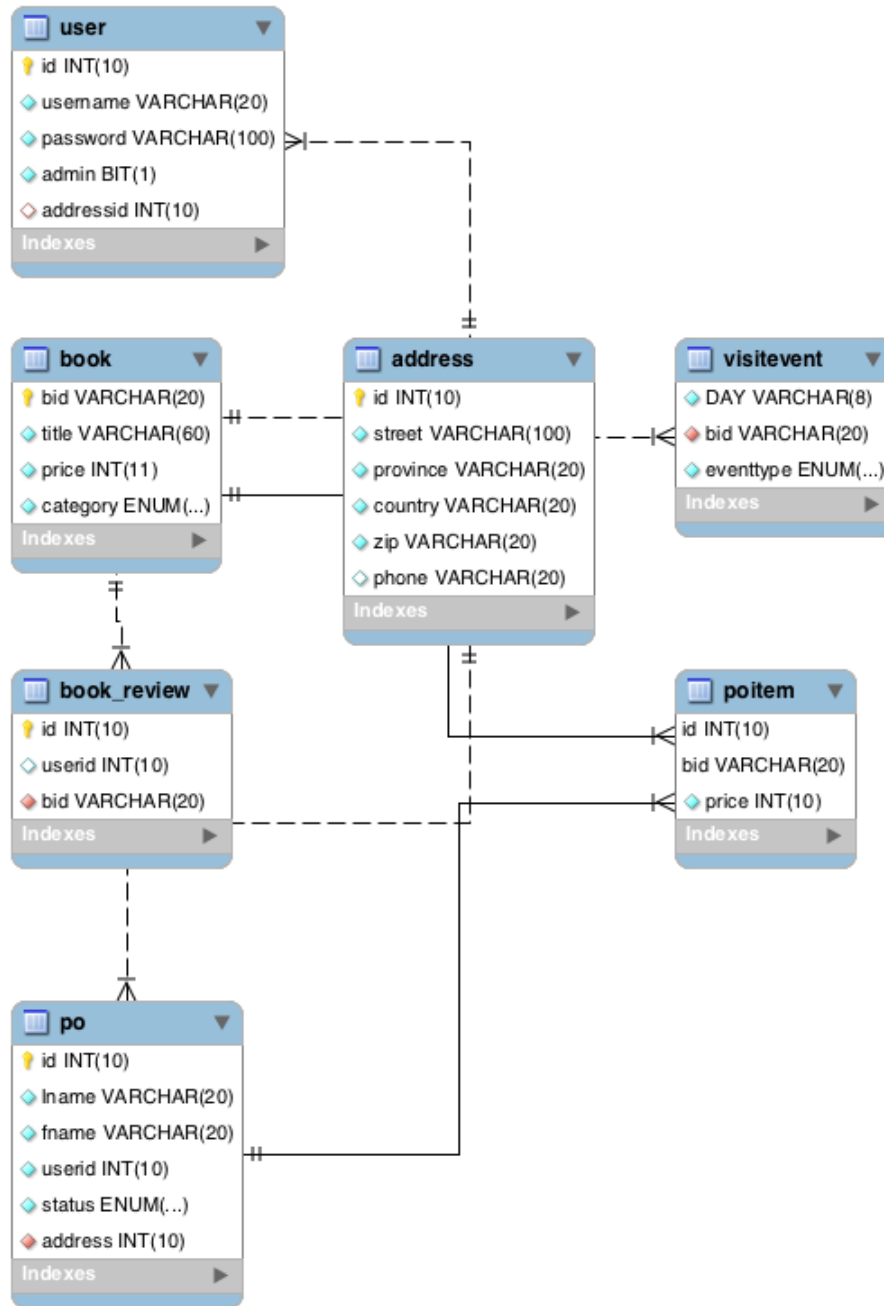 user
id INT(10)
username VARCHAR(20)
password VARCHAR(100)
admin BIT(1)
addressid INT(10)
Indexes
book
bid VARCHAR(20)
title VARCHAR(60)
price INT(11)
category ENUM(...)
Indexes
address
id INT(10)
street VARCHAR(100)
province VARCHAR(20)
country VARCHAR(20)
zip VARCHAR(20)
phone VARCHAR(20)
Indexes
visitevent
DAY VARCHAR(8)
bid VARCHAR(20)
eventtype ENUM(...)
Indexes
book_review
id INT(10)
userid INT(10)
bid VARCHAR(20)
Indexes
poitem
id INT(10)
bid VARCHAR(20)
price INT(10)
Indexes
po
id INT(10)
lname VARCHAR(20)
fname VARCHAR(20)
userid INT(10)
status ENUM(...)
address INT(10)
Indexes